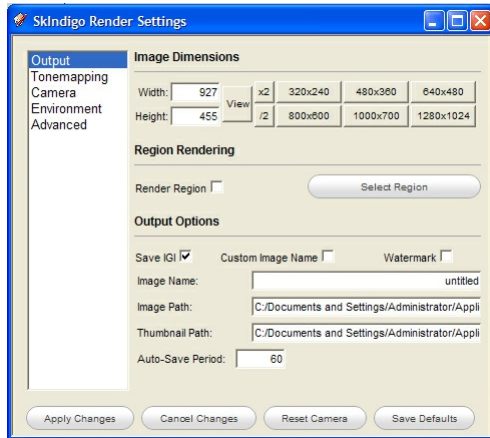 SkIndigo Render Settings
Output
Tonemapping
Camera
Environment
Advanced
Image Dimensions
Width: 927 View x2 320x240 480x360 640x480
Height: 455 /2 800x600 1000x700 1280x1024
Region Rendering
Render Region Select Region
Output Options
Save IGI Custom Image Name Watermark
Image Name: untitled
Image Path: C:/Documents and Settings/Administrator/Appli
Thumbnail Path: C:/Documents and Settings/Administrator/Appli
Auto-Save Period: 60
Apply Changes Cancel Changes Reset Camera Save Defaults